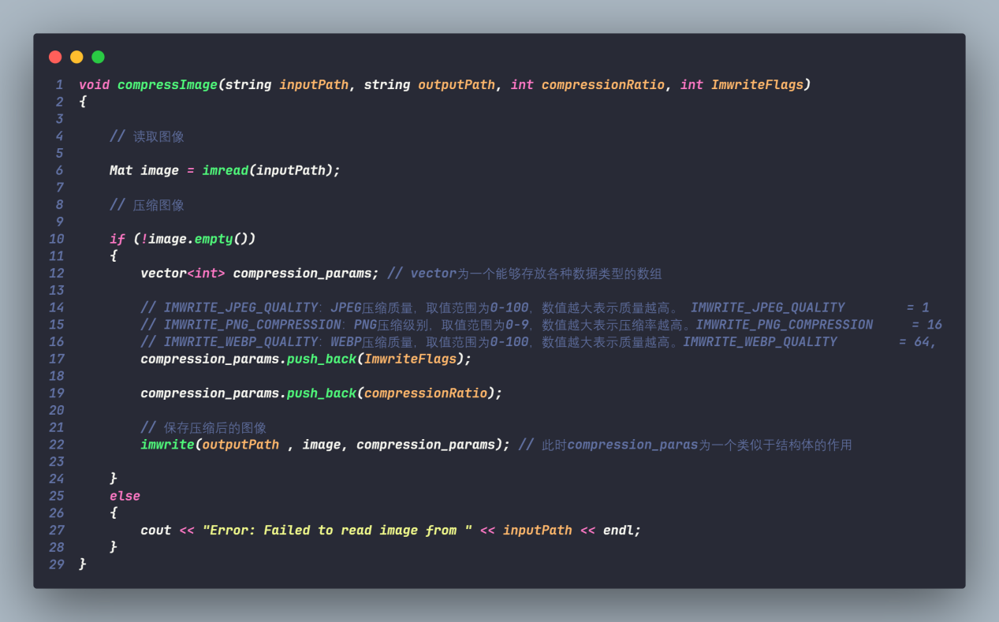 1 void compressImage(string inputPath, string outputPath, int compressionRatio, int ImwriteFlags)
2 {
3
4     // 读取图像
5
6     Mat image = imread(inputPath);
7
8     // 压缩图像
9
10     if (!image.empty())
11     {
12         vector<int> compression_params; // vector为一个能够存放各种数据类型的数组
13
14         // IMWRITE_JPEG_QUALITY：JPEG压缩质量，取值范围为0-100，数值越大表示质量越高。 IMWRITE_JPEG_QUALITY        = 1
15         // IMWRITE_PNG_COMPRESSION：PNG压缩级别，取值范围为0-9，数值越大表示压缩率越高。IMWRITE_PNG_COMPRESSION     = 16
16         // IMWRITE_WEBP_QUALITY：WEBP压缩质量，取值范围为0-100，数值越大表示质量越高。IMWRITE_WEBP_QUALITY        = 64,
17         compression_params.push_back(ImwriteFlags);
18
19         compression_params.push_back(compressionRatio);
20
21         // 保存压缩后的图像
22         imwrite(outputPath , image, compression_params); // 此时compression_paras为一个类似于结构体的作用
23
24     }
25     else
26     {
27         cout << "Error: Failed to read image from " << inputPath << endl;
28     }
29 }